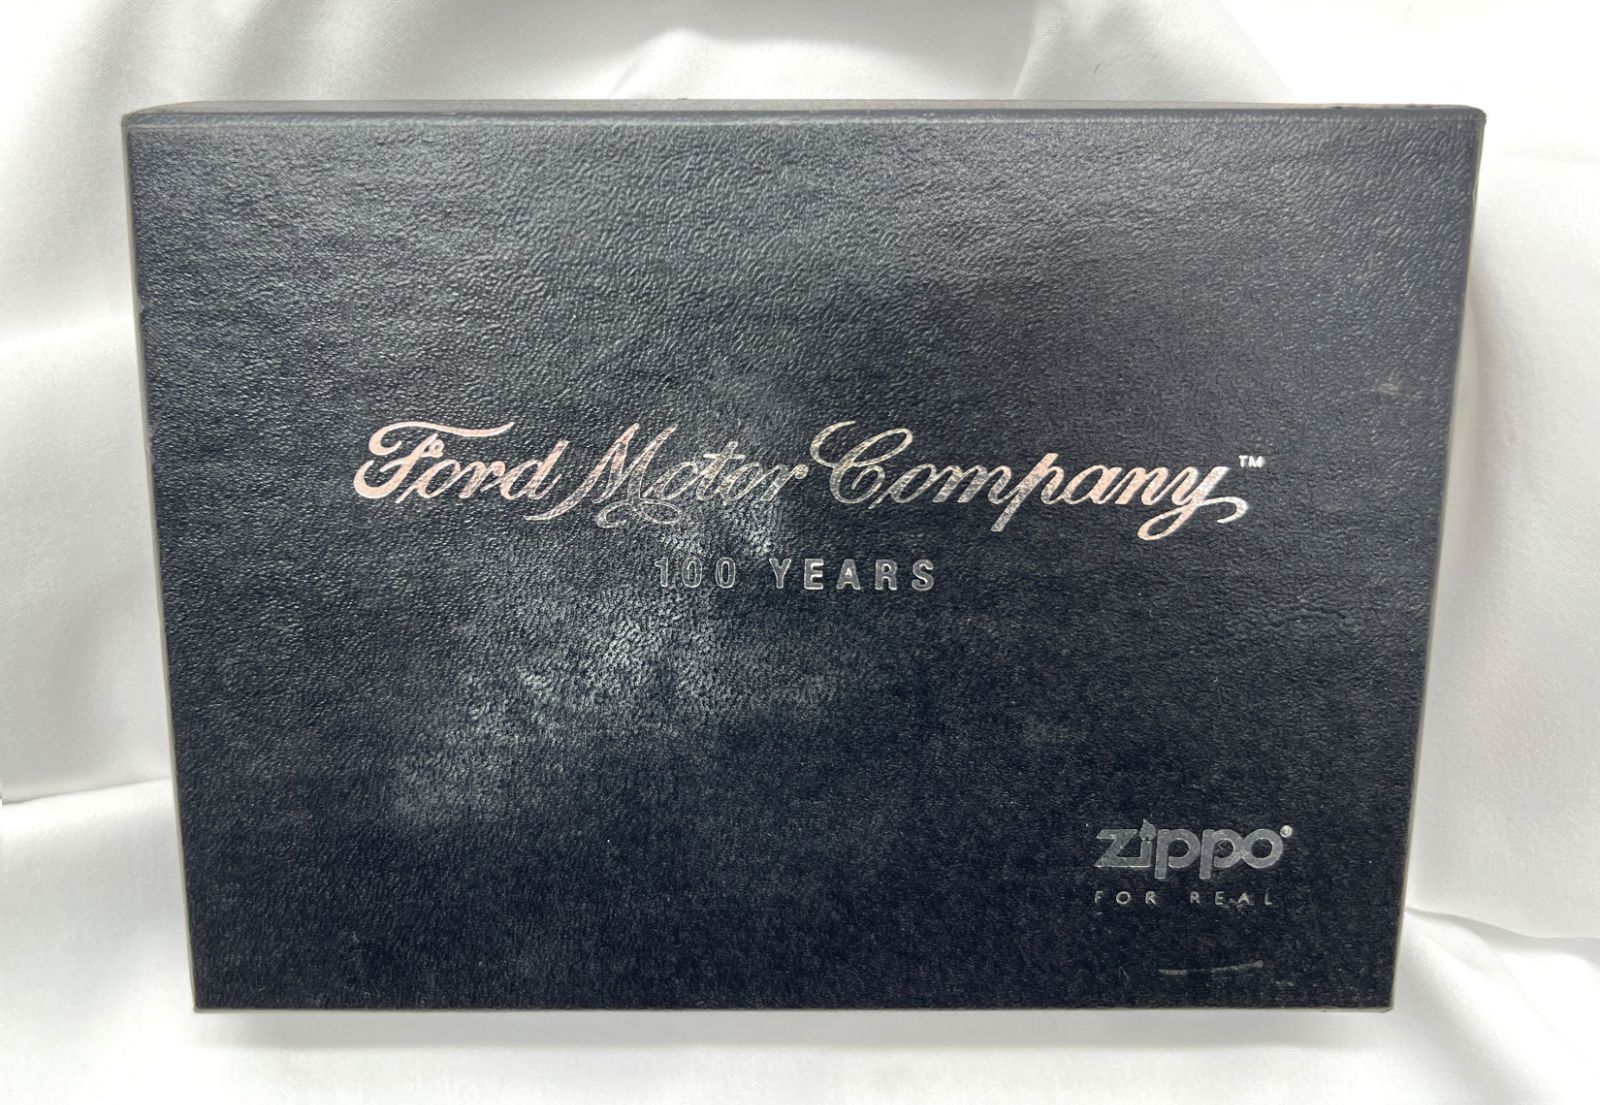 Ford Motor Company™
100 YEARS
zippo®
FOR REAL